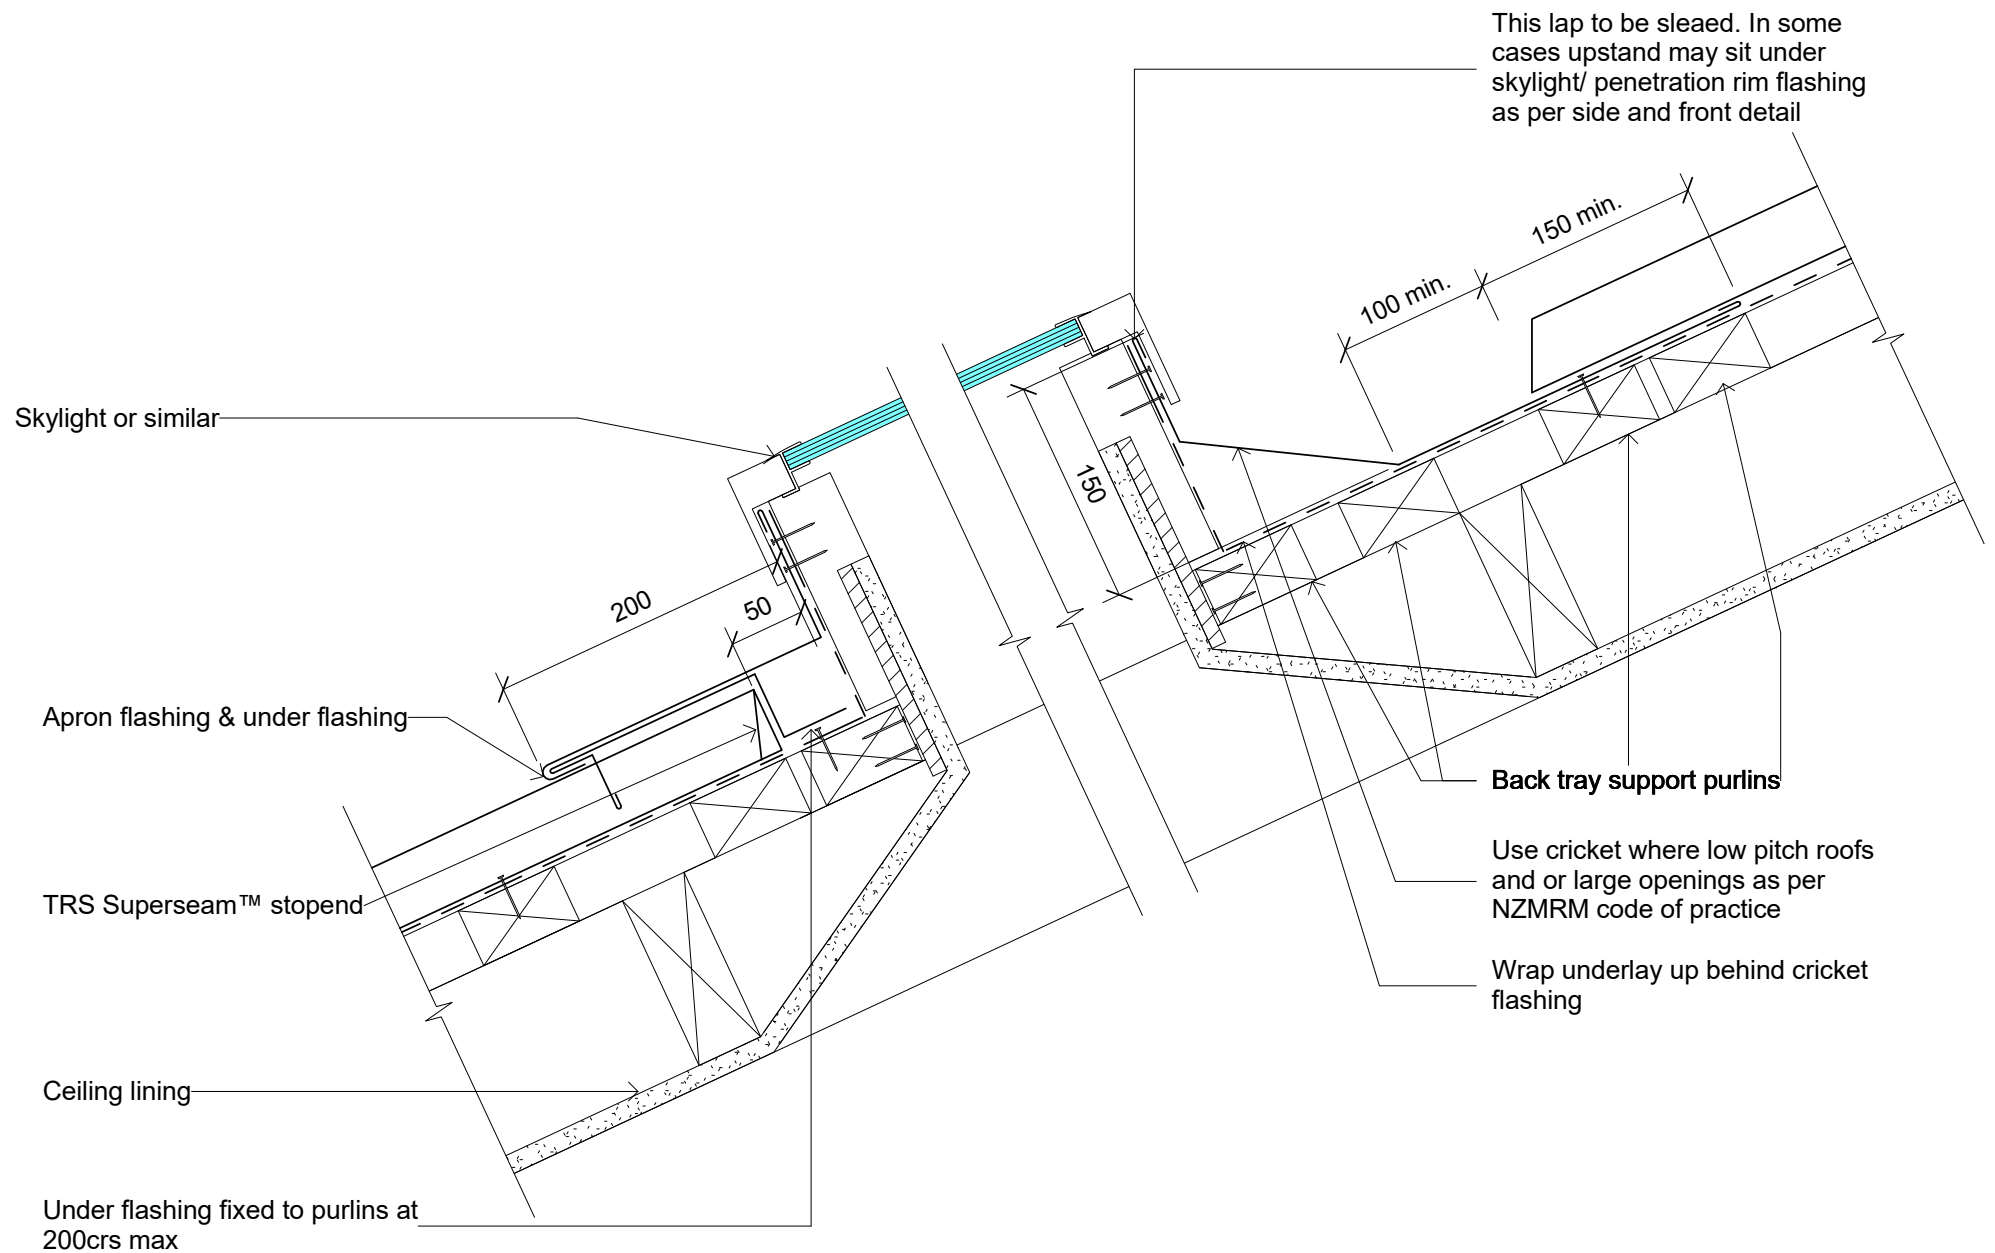 This lap to be sleaed. In some
cases upstand may sit under
skylight/ penetration rim flashing
as per side and front detail
150 min.
100 min.
Skylight or similar
150
200
50
Apron flashing & under flashing
Back tray support purlins
Use cricket where low pitch roofs
and or large openings as per
NZMRM code of practice
TRS Superseam™ stopend
Wrap underlay up behind cricket
flashing
Ceiling lining
Under flashing fixed to purlins at
200crs max